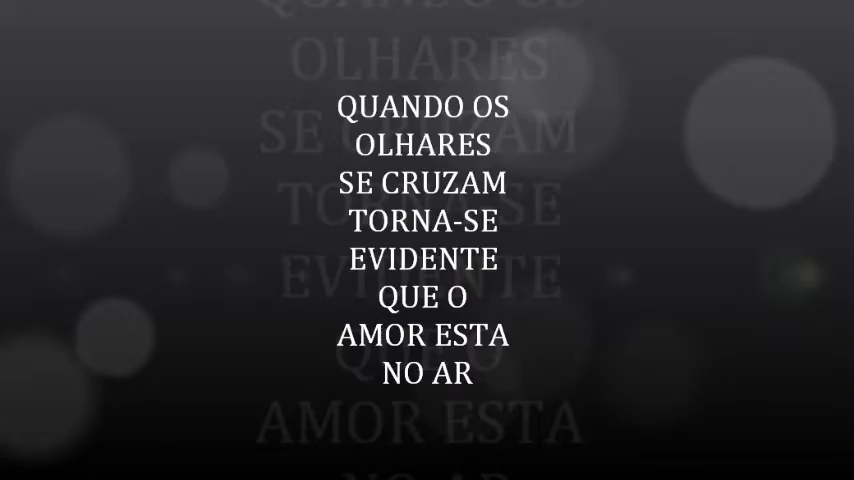 QUANDO OS
OLHARES
SE CRUZAM
TORNA-SE
EVIDENTE
QUE O
AMOR ESTA
NO AR